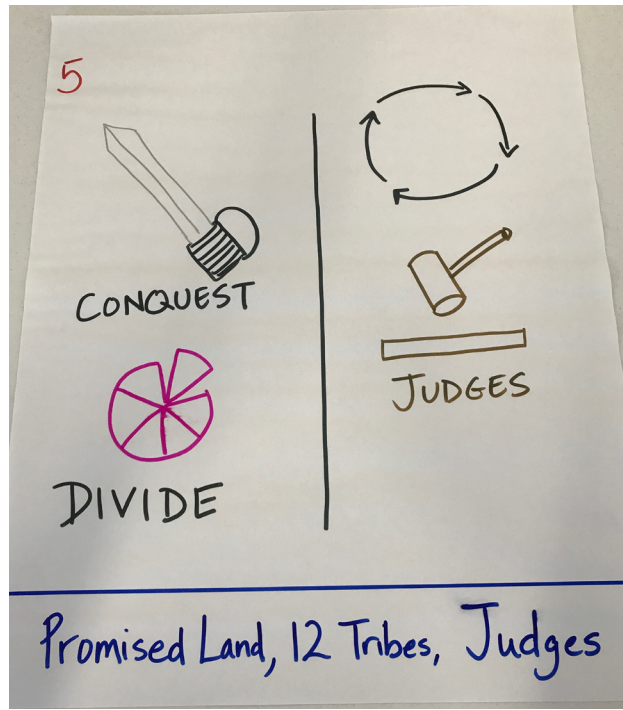 5
CONQUEST
DIVIDE
JUDGES
Promised Land, 12 Tribes, Judges